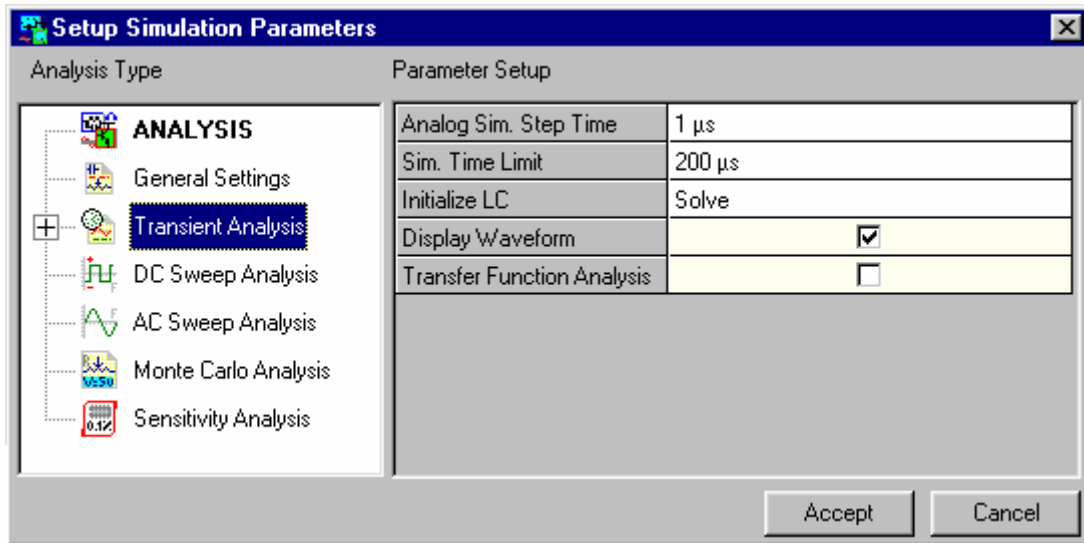 Setup Simulation Parameters
Analysis Type
Parameter Setup
ANALYSIS
General Settings
Transient Analysis
DC Sweep Analysis
AC Sweep Analysis
Monte Carlo Analysis
Sensitivity Analysis
Analog Sim. Step Time 1 µs
Sim. Time Limit 200 µs
Initialize LC Solve
Display Waveform
Transfer Function Analysis
Accept Cancel